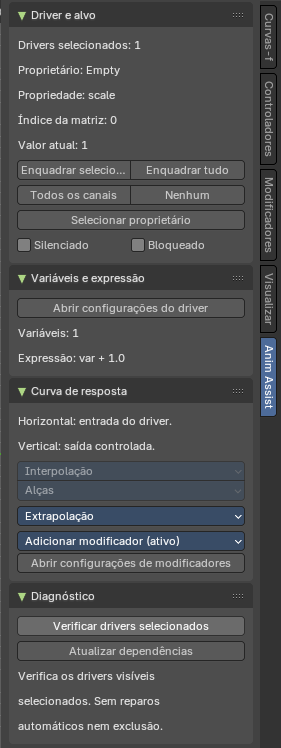 Driver e alvo
Drivers selecionados: 1
Proprietário: Empty
Propriedade: scale
Índice da matriz: 0
Valor atual: 1
Enquadrar selecio... Enquadrar tudo
Todos os canais Nenhum
Selecionar proprietário
Silenciado Bloqueado
Variáveis e expressão
Abrir configurações do driver
Variáveis: 1
Expressão: var + 1.0
Curva de resposta
Horizontal: entrada do driver.
Vertical: saída controlada.
Interpolação
Alças
Extrapolação
Adicionar modificador (ativo)
Abrir configurações de modificadores
Diagnóstico
Verificar drivers selecionados
Atualizar dependências
Verifica os drivers visíveis
selecionados. Sem reparos
automáticos nem exclusão.
Curvas-f
Controladores
Modificadores
Visualizar
Anim Assist